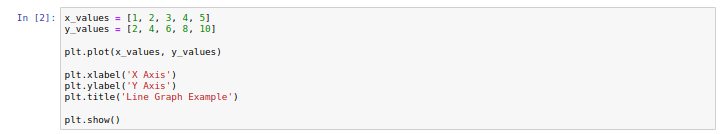 In [2]: x_values = [1, 2, 3, 4, 5]
y_values = [2, 4, 6, 8, 10]
plt.plot(x_values, y_values)
plt.xlabel('X Axis')
plt.ylabel('Y Axis')
plt.title('Line Graph Example')
plt.show()